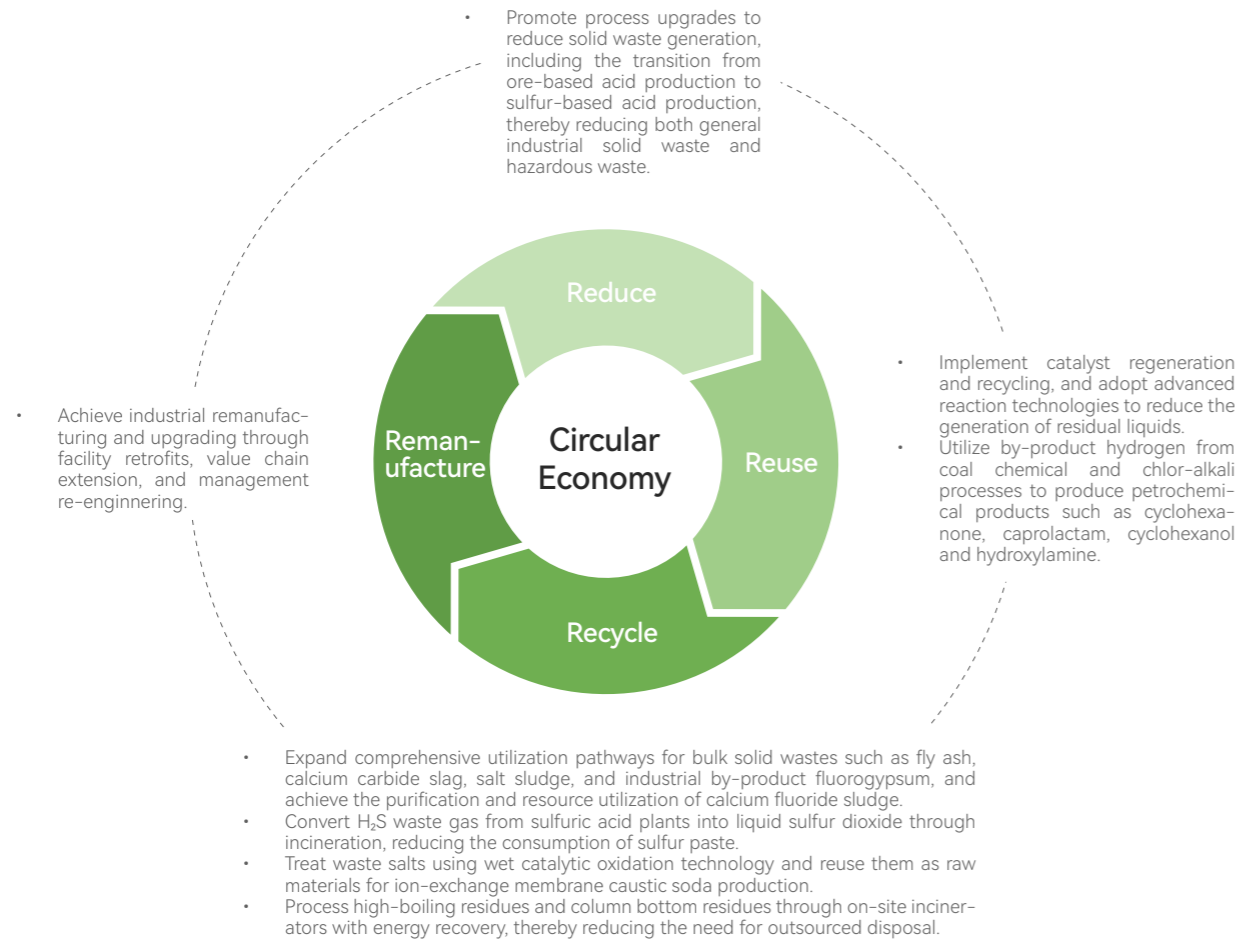 • Promote process upgrades to
reduce solid waste generation,
including the transition from
ore-based acid production to
sulfur-based acid production,
thereby reducing both general
industrial solid waste and
hazardous waste.
Reduce
• Implement catalyst regeneration
and recycling, and adopt advanced
reaction technologies to reduce the
generation of residual liquids.
• Utilize by-product hydrogen from
coal chemical and chlor-alkali
processes to produce petrochemi-
cal products such as cyclohexa-
none, caprolactam, cyclohexanol
and hydroxylamine.
• Achieve industrial remanufac-
turing and upgrading through
facility retrofits, value chain
extension, and management
re-enginnering.
Reman-
ufacture
Circular
Economy
Reuse
Recycle
• Expand comprehensive utilization pathways for bulk solid wastes such as fly ash,
calcium carbide slag, salt sludge, and industrial by-product fluorogypsum, and
achieve the purification and resource utilization of calcium fluoride sludge.
• Convert H₂S waste gas from sulfuric acid plants into liquid sulfur dioxide through
incineration, reducing the consumption of sulfur paste.
• Treat waste salts using wet catalytic oxidation technology and reuse them as raw
materials for ion-exchange membrane caustic soda production.
• Process high-boiling residues and column bottom residues through on-site inciner-
ators with energy recovery, thereby reducing the need for outsourced disposal.